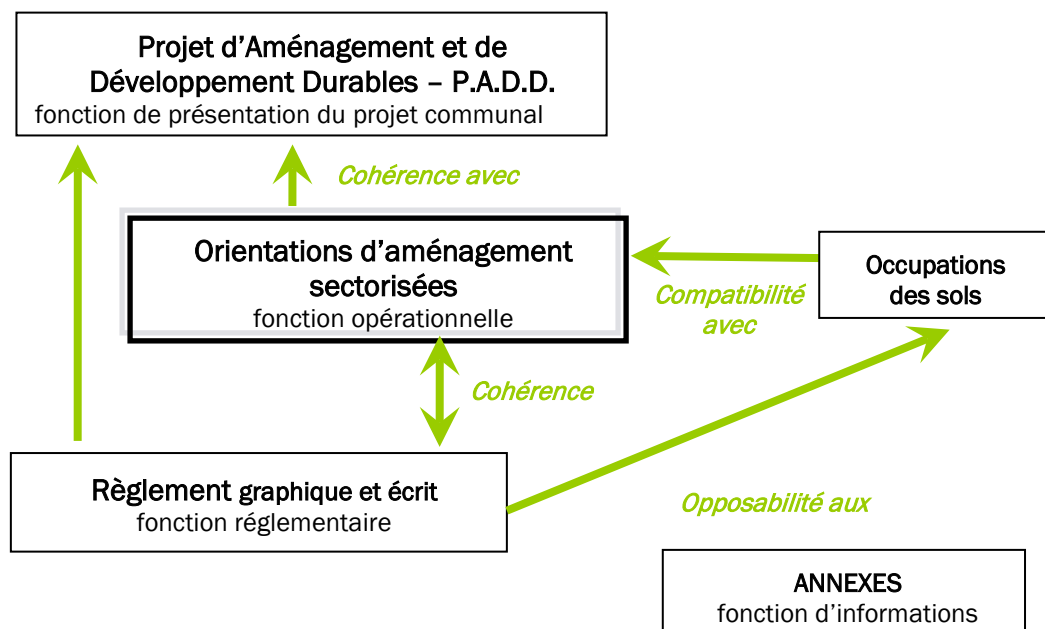 Projet d'Aménagement et de
Développement Durables – P.A.D.D.
fonction de présentation du projet communal
Cohérence avec
Orientations d'aménagement
sectorisées
fonction opérationnelle
Occupations
des sols
Compatibilité
avec
Cohérence
Règlement graphique et écrit
fonction réglementaire
Opposabilité aux
ANNEXES
fonction d'informations